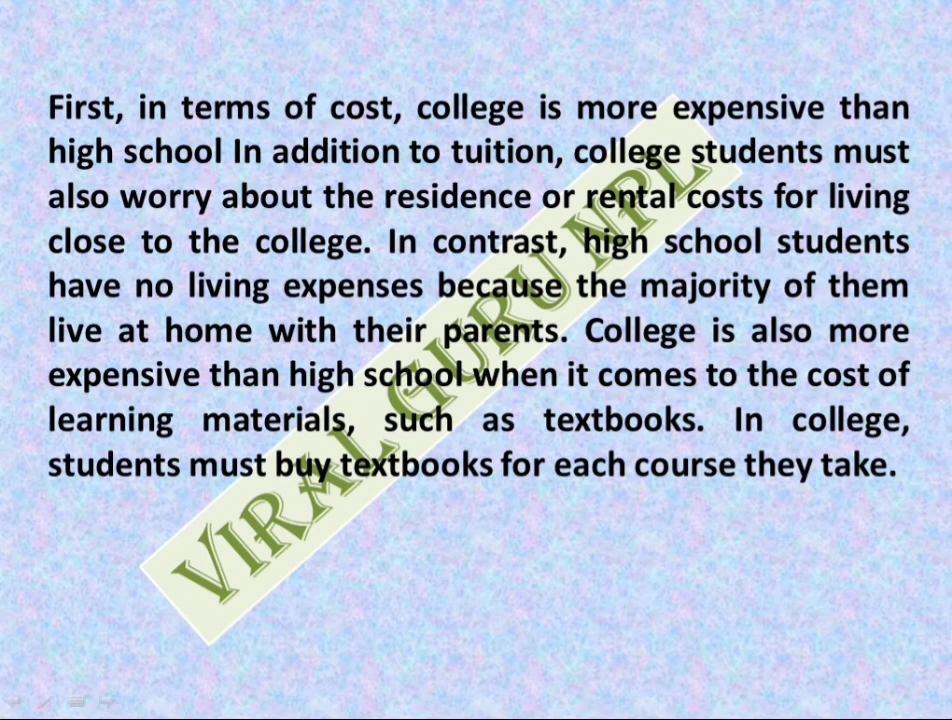 First, in terms of cost, college is more expensive than
high school In addition to tuition, college students must
also worry about the residence or rental costs for living
close to the college. In contrast, high school students
have no living expenses because the majority of them
live at home with their parents. College is also more
expensive than high school when it comes to the cost of
learning materials, such as textbooks. In college,
students must buy textbooks for each course they take.
VIRAL GURU NPL